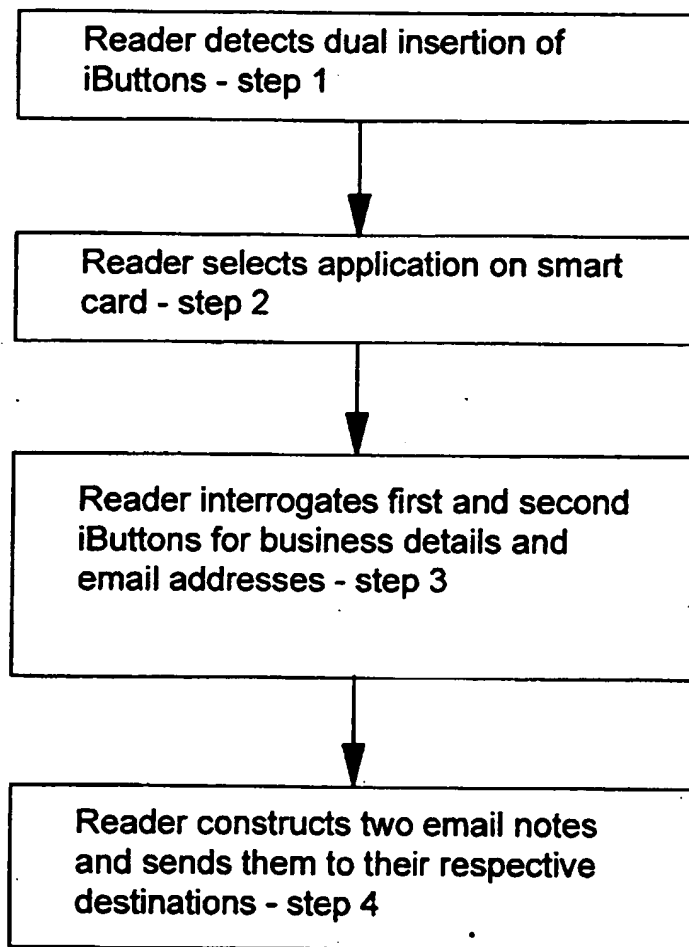 Reader detects dual insertion of
iButtons - step 1
Reader selects application on smart
card - step 2
Reader interrogates first and second
iButtons for business details and
email addresses - step 3
Reader constructs two email notes
and sends them to their respective
destinations - step 4